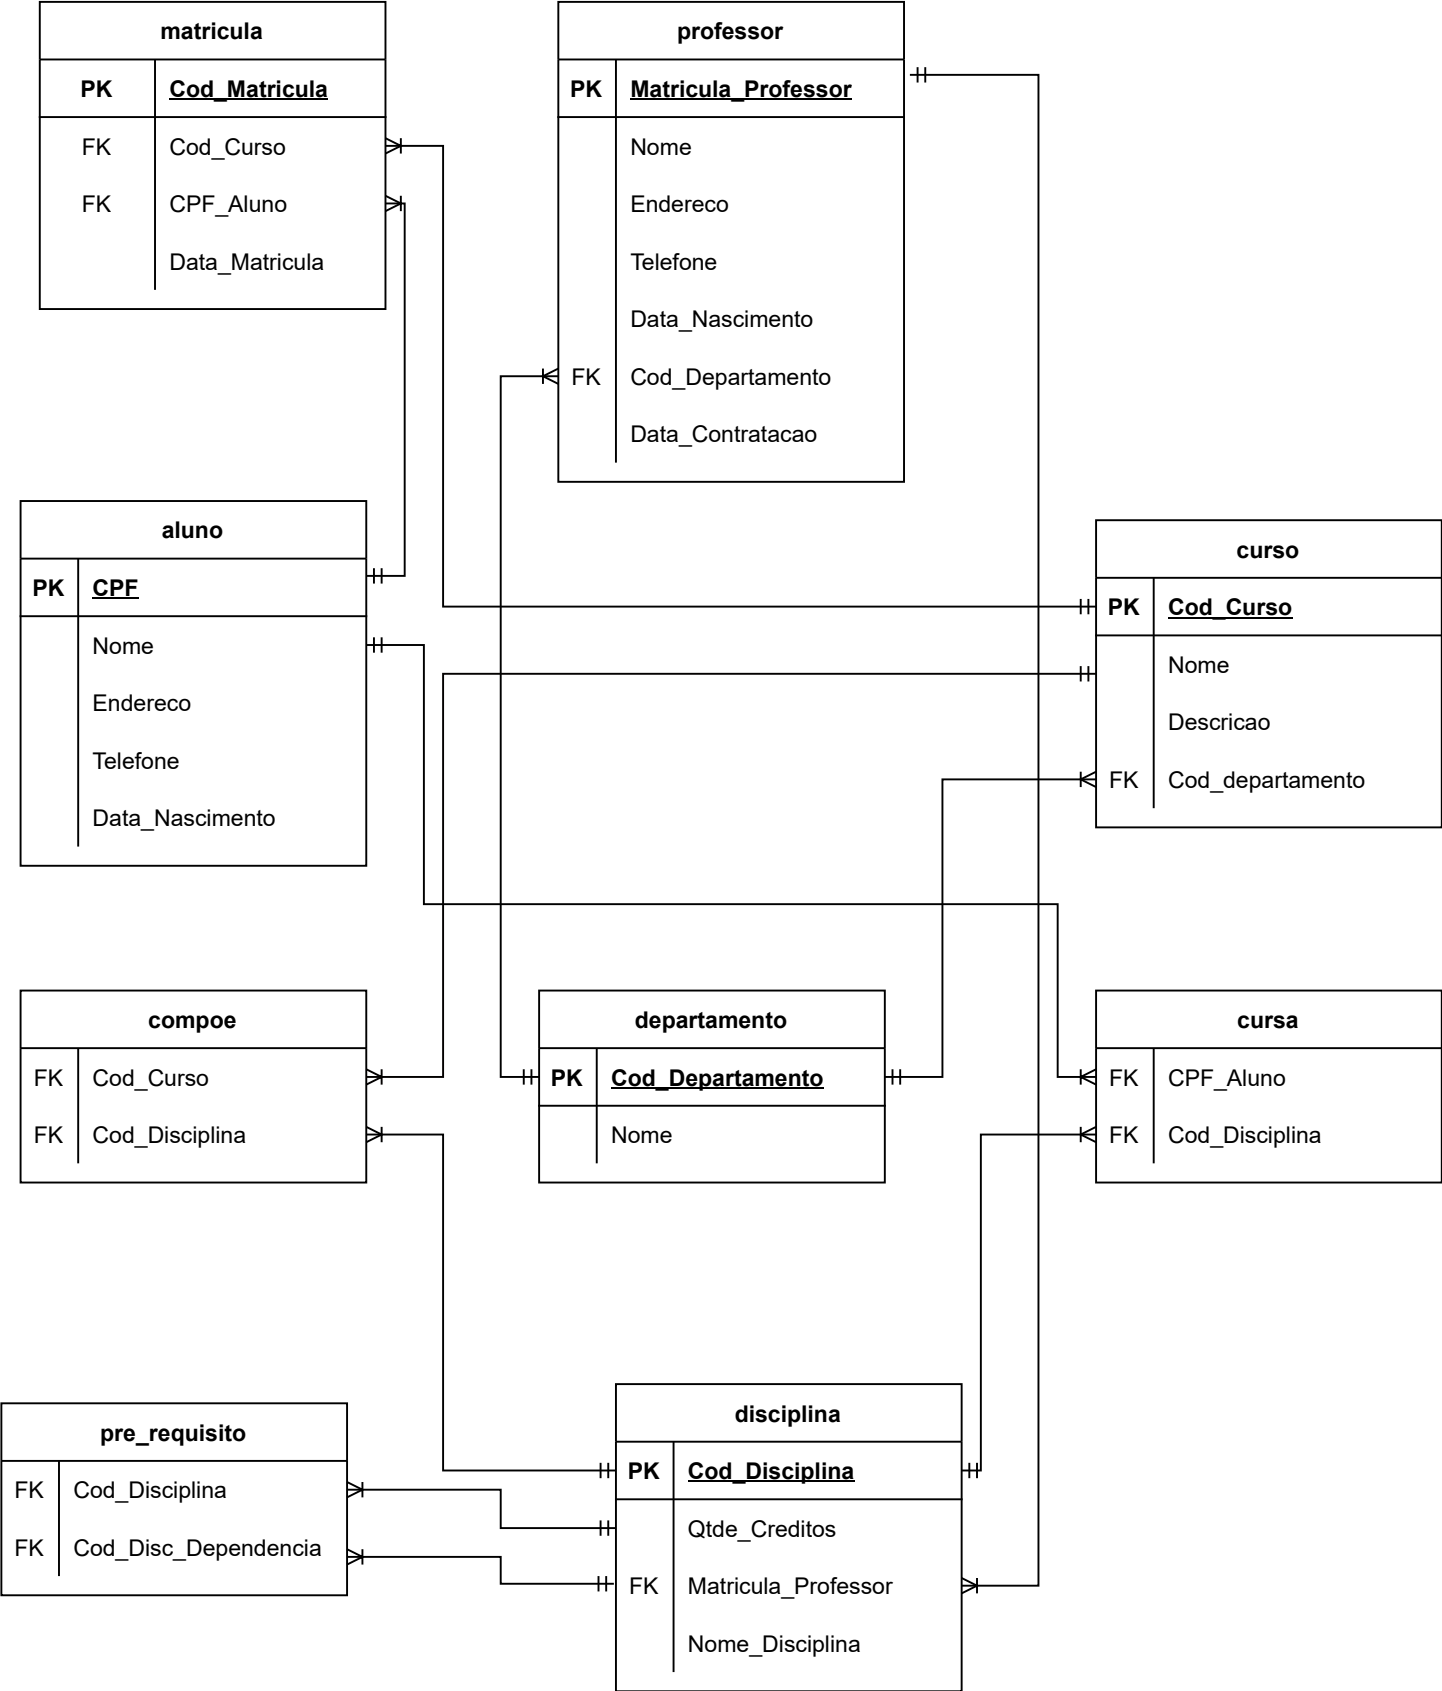 matricula
PK Cod_Matricula
FK Cod_Curso
FK CPF_Aluno
Data_Matricula
professor
PK Matricula_Professor
Nome
Endereco
Telefone
Data_Nascimento
FK Cod_Departamento
Data_Contratacao
aluno
PK CPF
Nome
Endereco
Telefone
Data_Nascimento
curso
PK Cod_Curso
Nome
Descricao
FK Cod_departamento
compoe
FK Cod_Curso
FK Cod_Disciplina
departamento
PK Cod_Departamento
Nome
cursa
FK CPF_Aluno
FK Cod_Disciplina
pre_requisito
FK Cod_Disciplina
FK Cod_Disc_Dependencia
disciplina
PK Cod_Disciplina
Qtde_Creditos
FK Matricula_Professor
Nome_Disciplina